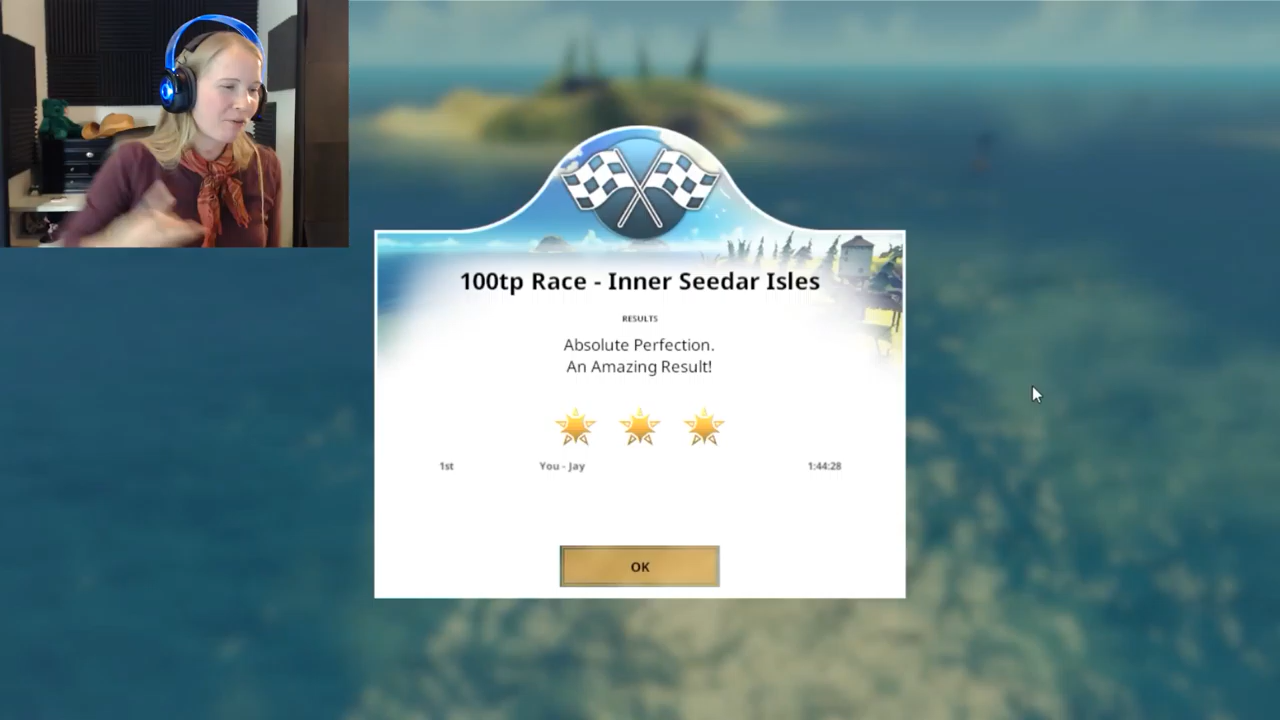 100tp Race - Inner Seedar Isles
RESULTS
Absolute Perfection.
An Amazing Result!
1st You - Jay 1:44:28
OK